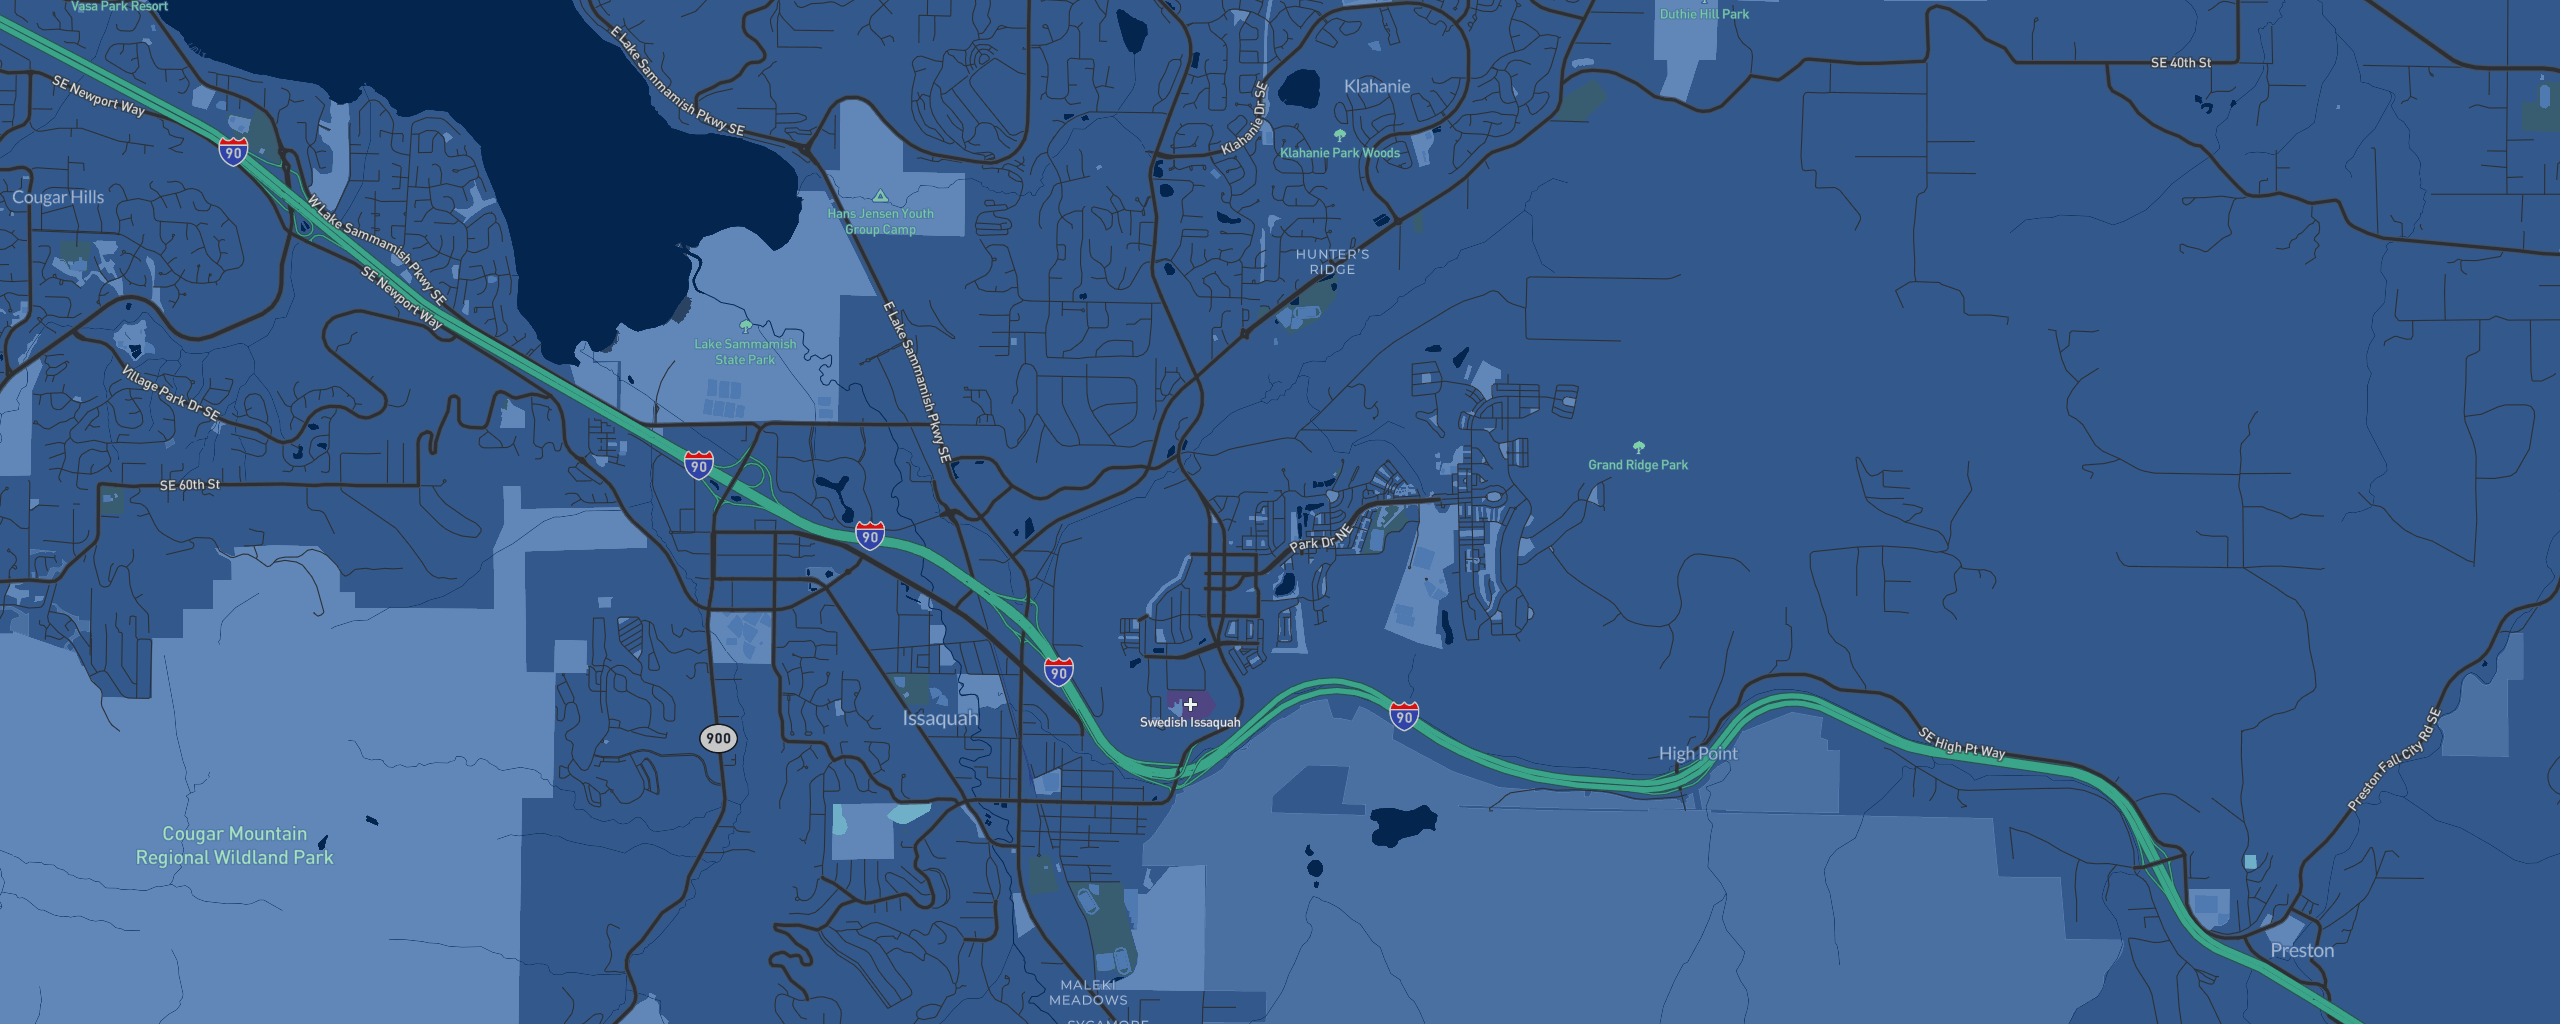 Vasa Park Resort
Duthie Hill Park
E Lake Sammamish Pkwy SE
SE 40th St
SE Newport Way
Klahanie
Klahanie Dr SE
90
Klahanie Park Woods
Cougar Hills
W Lake Sammamish Pkwy SE
Hans Jensen Youth
Group Camp
HUNTER'S
RIDGE
SE Newport Way
E Lake Sammamish Pkwy SE
Lake Sammamish
State Park
Village Park Dr SE
90
Grand Ridge Park
SE 60th St
90
Park Dr NE
90
Swedish Issaquah
Issaquah
90
900
High Point
SE High Pt Way
Preston Fall City Rd SE
Cougar Mountain
Regional Wildland Park
Preston
MALEKI
MEADOWS
SYCAMORE